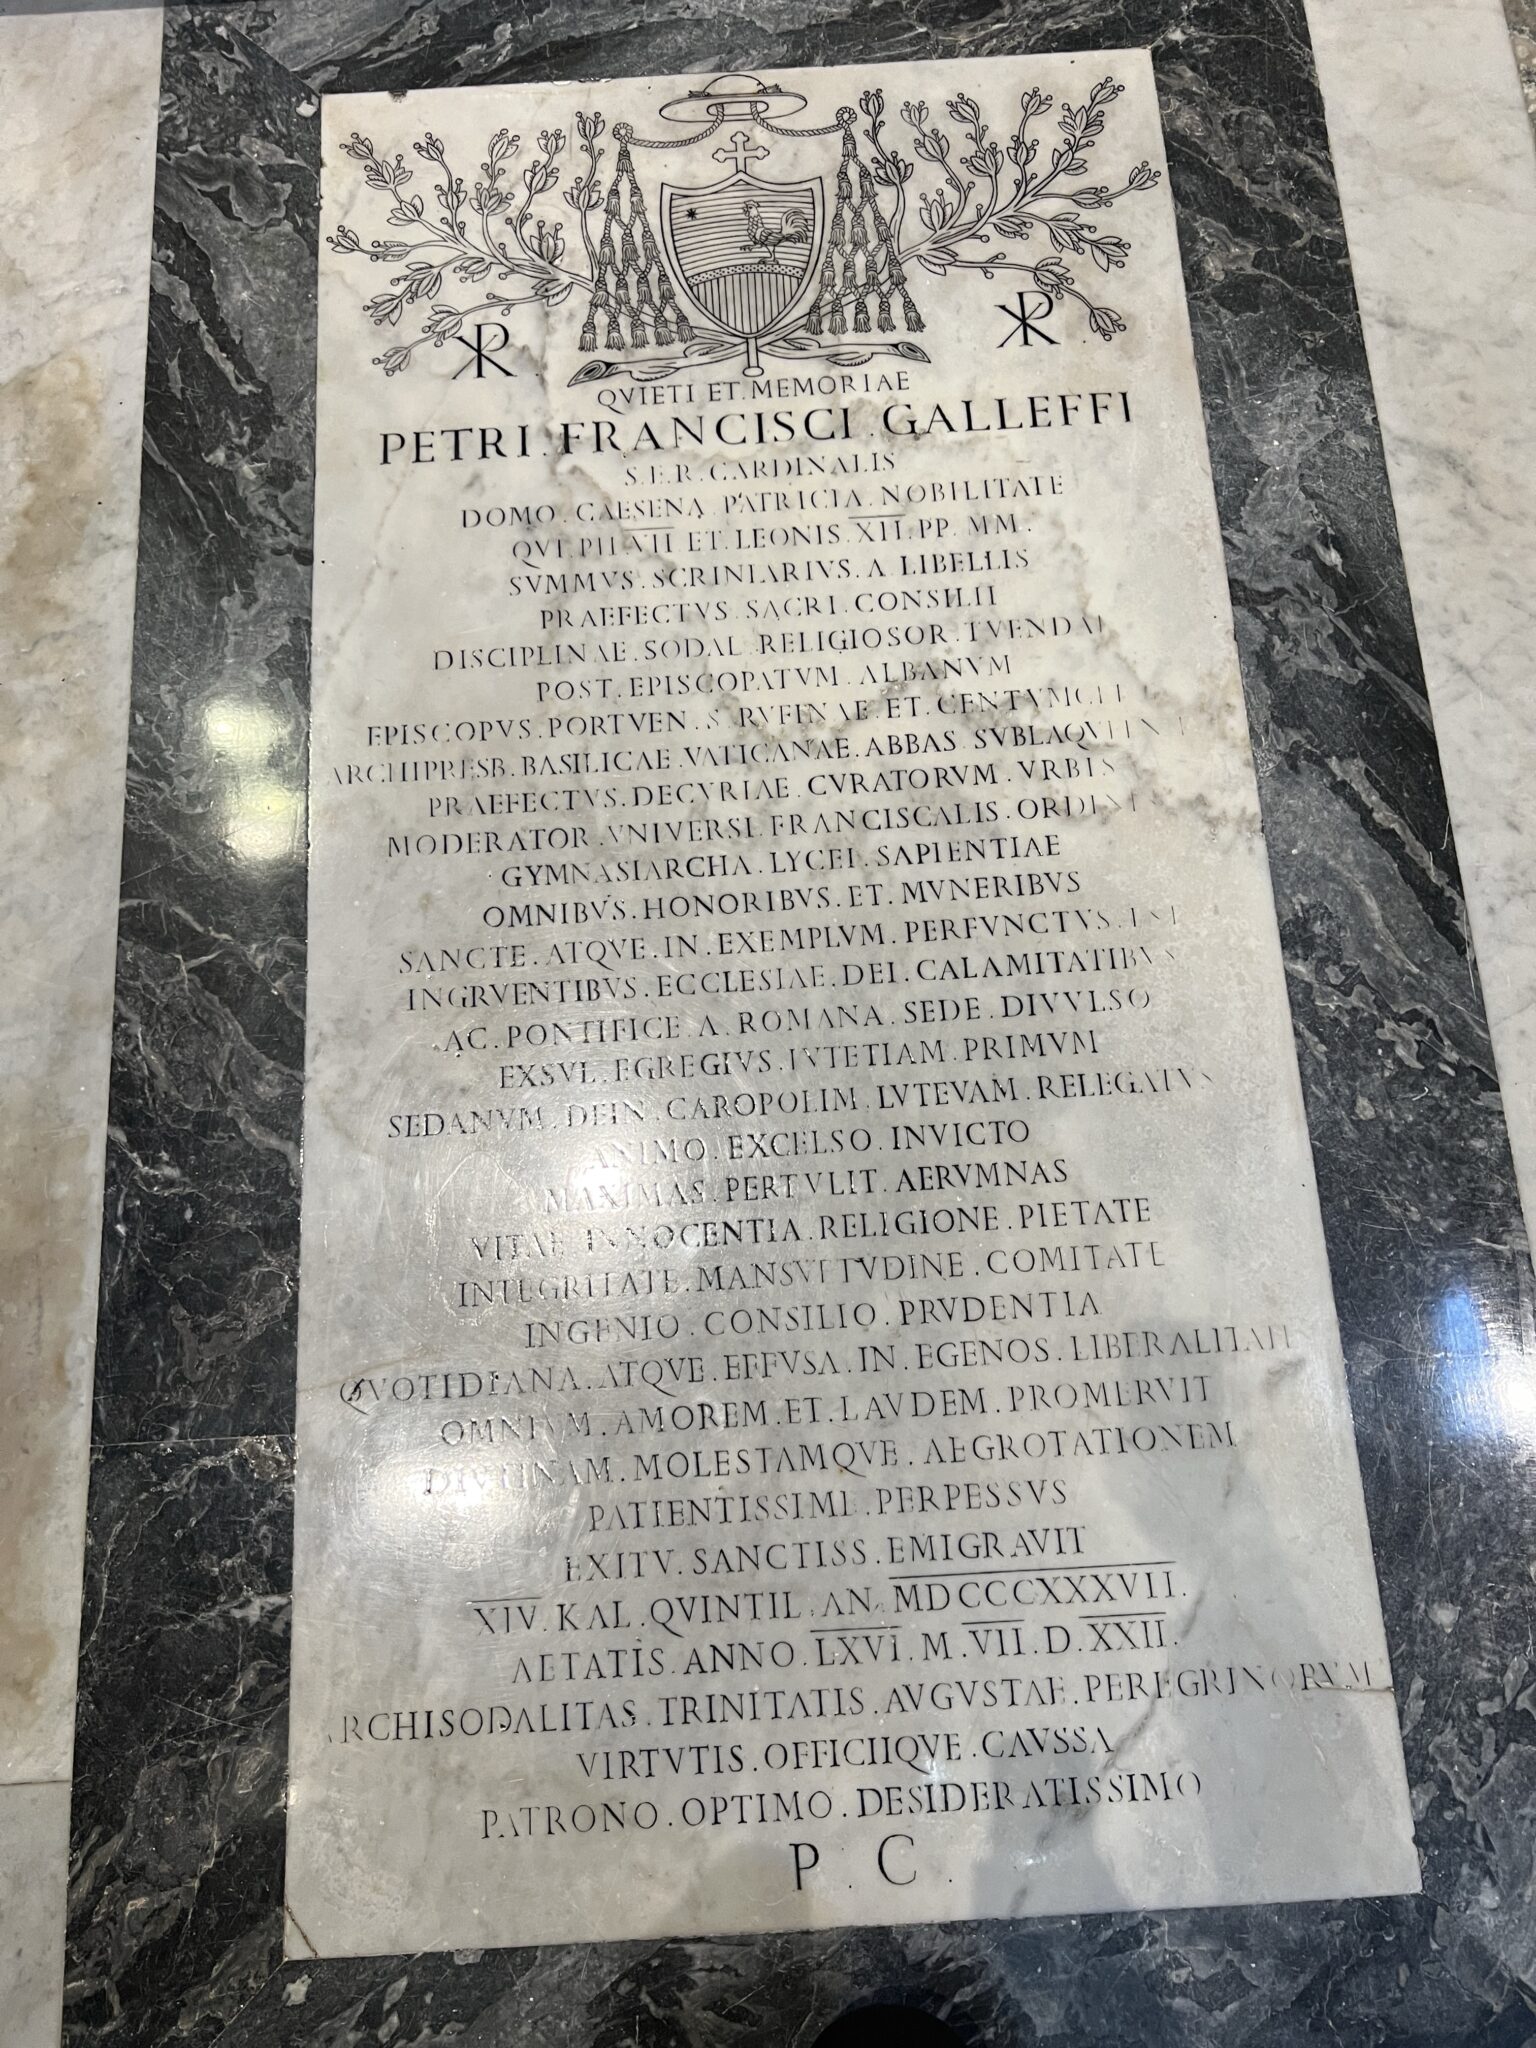 QVIETI ET . MEMORIAE
PETRI . FRANCISCI . GALLEFFI
S . E . R . CARDINALIS
DOMO . CAESENA . PATRICIA . NOBILITATE
QVI . PII . VII ET . LEONIS . XII . PP . MM .
SVMMVS . SCRINIARIVS . A . LIBELLIS
PRAEFECTVS . SACRI . CONSILII
DISCIPLINAE . SODAL . RELIGIOSOR . TVENDAE
POST . EPISCOPATVM . ALBANVM
EPISCOPVS . PORTVEN . S . RVFINAE . ET .
ARCHIPRESB . BASILICAE . VATICANAE . ABBAS
PRAEFECTVS . DECVRIAE . CVRATORVM . VRBIS
MODERATOR . VNIVERSI . FRANCISCALIS . ORDINIS
GYMNASIARCHA . LYCEI . SAPIENTIAE
OMNIBVS . HONORIBVS . ET . MVNERIBVS
SANCTE . ATQVE . IN . EXEMPLVM . PERFVNCTVS . EST
INGRVENTIBVS . ECCLESIAE . DEI . CALAMITATIBVS
AC . PONTIFICE . A . ROMANA . SEDE . DIVVLSO
EXSVL . EGREGIVS . LVTETIAM . PRIMVM
SEDANVM . DEIN . CAROPOLIM . LVTEVAM . RELEGATVS
ANIMO . EXCELSO . INVICTO
MAXIMAS . PERTVLIT . AERVMNAS
VITAE INNOCENTIA . RELIGIONE . PIETATE
INTEGRITATE . MANSVETVDINE . COMITATE
INGENIO . CONSILIO . PRVDENTIA
QVOTIDIANA . ATQVE . EFFVSA . IN . EGENOS . LIBERALITATE
OMNIVM . AMOREM . ET . LAVDEM . PROMERVIT
DIVTINAM . MOLESTAMQVE . AEGROTATIONEM
PATIENTISSIME . PERPESSVS
EXITV . SANCTISS . EMIGRAVIT
XIV . KAL . QVINTIL . AN . MDCCCXXXVII .
AETATIS . ANNO . LXVI . M . VII . D . XXII .
ARCHISODALITAS . TRINITATIS . AVGVSTAE . PEREGRINORVM
VIRTVTIS . OFFICIIQVE . CAVSSA
PATRONO . OPTIMO . DESIDERATISSIMO
P . C .